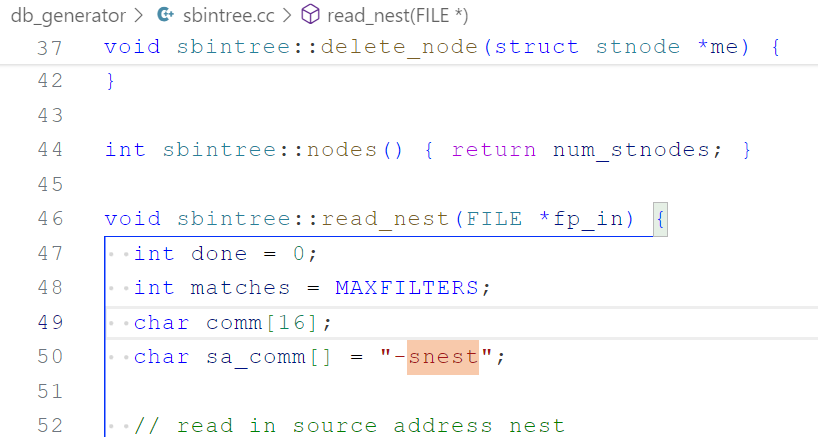 db_generator > sbintree.cc > read_nest(FILE *)
37 void sbintree::delete_node(struct stnode *me) {
42 }
43
44 int sbintree::nodes() { return num_stnodes; }
45
46 void sbintree::read_nest(FILE *fp_in) {
47 int done = 0;
48 int matches = MAXFILTERS;
49 char comm[16];
50 char sa_comm[] = "-snest";
51
52 // read in source address nest